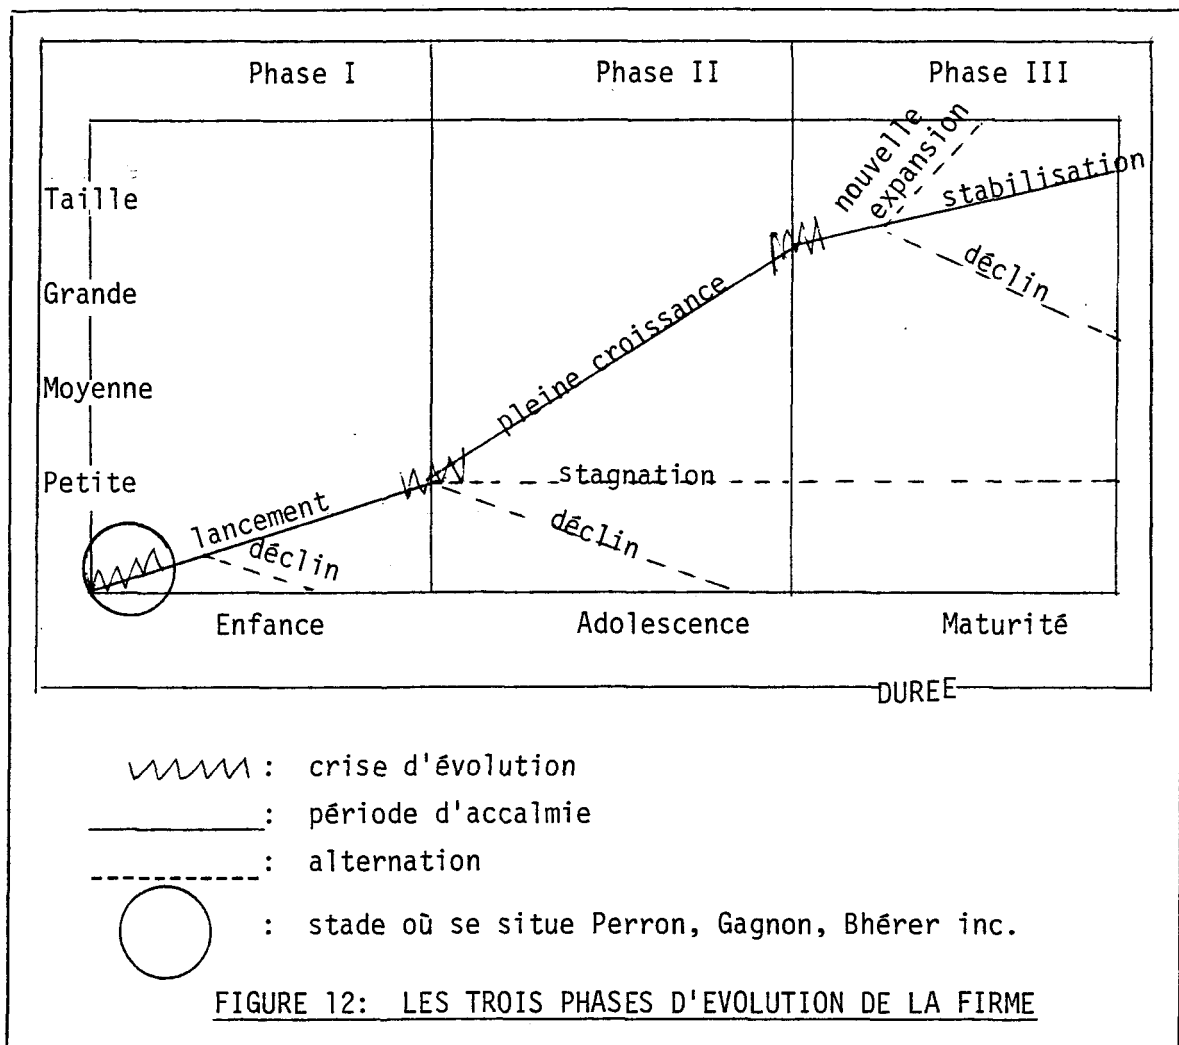 Phase I Phase II Phase III
nouvelle
expansion
stabilisation
Taille
déclin
Grande
pleine croissance
Moyenne
Petite
stagnation
lancement
déclin
déclin
Enfance Adolescence Maturité
DUREE
: crise d'évolution
: période d'accalmie
: alternation
: stade où se situe Perron, Gagnon, Bhérer inc.
FIGURE 12: LES TROIS PHASES D'EVOLUTION DE LA FIRME